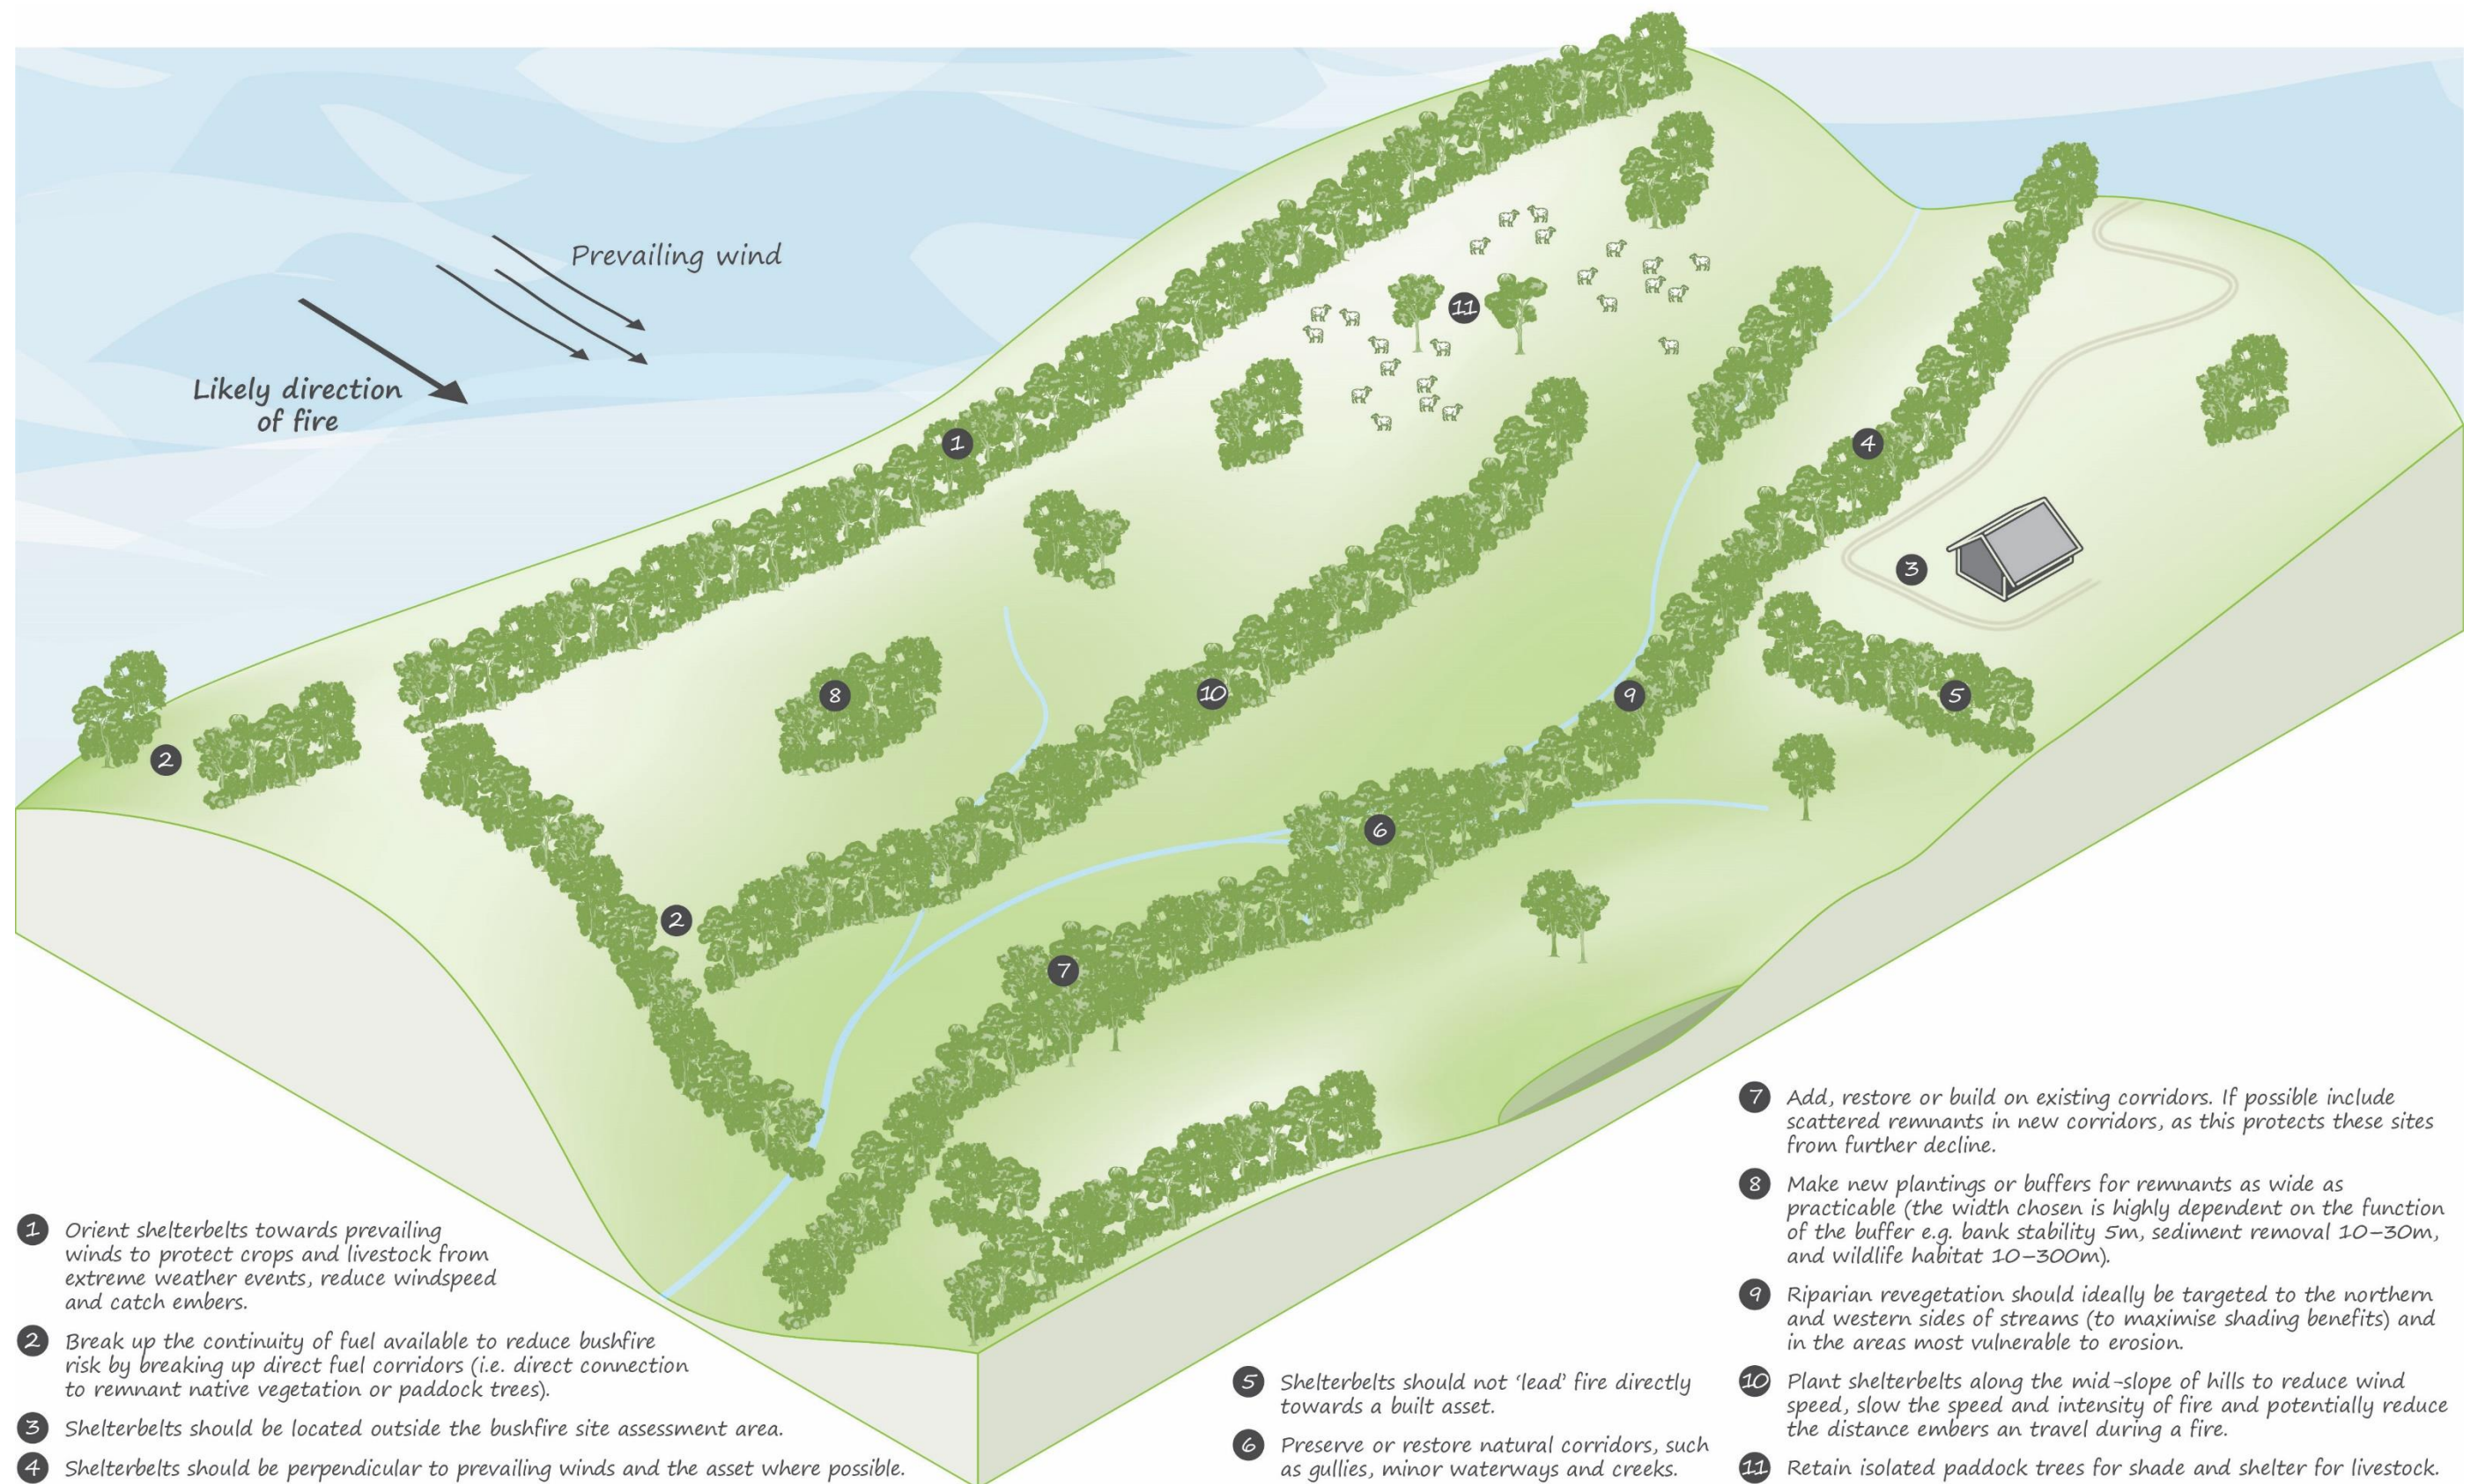 Prevailing wind
Likely direction
of fire
11
1
4
3
8
10
9
5
2
6
2
7
1 Orient shelterbelts towards prevailing
winds to protect crops and livestock from
extreme weather events, reduce windspeed
and catch embers.
2 Break up the continuity of fuel available to reduce bushfire
risk by breaking up direct fuel corridors (i.e. direct connection
to remnant native vegetation or paddock trees).
3 Shelterbelts should be located outside the bushfire site assessment area.
4 Shelterbelts should be perpendicular to prevailing winds and the asset where possible.
5 Shelterbelts should not ‘lead’ fire directly
towards a built asset.
6 Preserve or restore natural corridors, such
as gullies, minor waterways and creeks.
7 Add, restore or build on existing corridors. If possible include
scattered remnants in new corridors, as this protects these sites
from further decline.
8 Make new plantings or buffers for remnants as wide as
practicable (the width chosen is highly dependent on the function
of the buffer e.g. bank stability 5m, sediment removal 10–30m,
and wildlife habitat 10–300m).
9 Riparian revegetation should ideally be targeted to the northern
and western sides of streams (to maximise shading benefits) and
in the areas most vulnerable to erosion.
10 Plant shelterbelts along the mid-slope of hills to reduce wind
speed, slow the speed and intensity of fire and potentially reduce
the distance embers an travel during a fire.
11 Retain isolated paddock trees for shade and shelter for livestock.